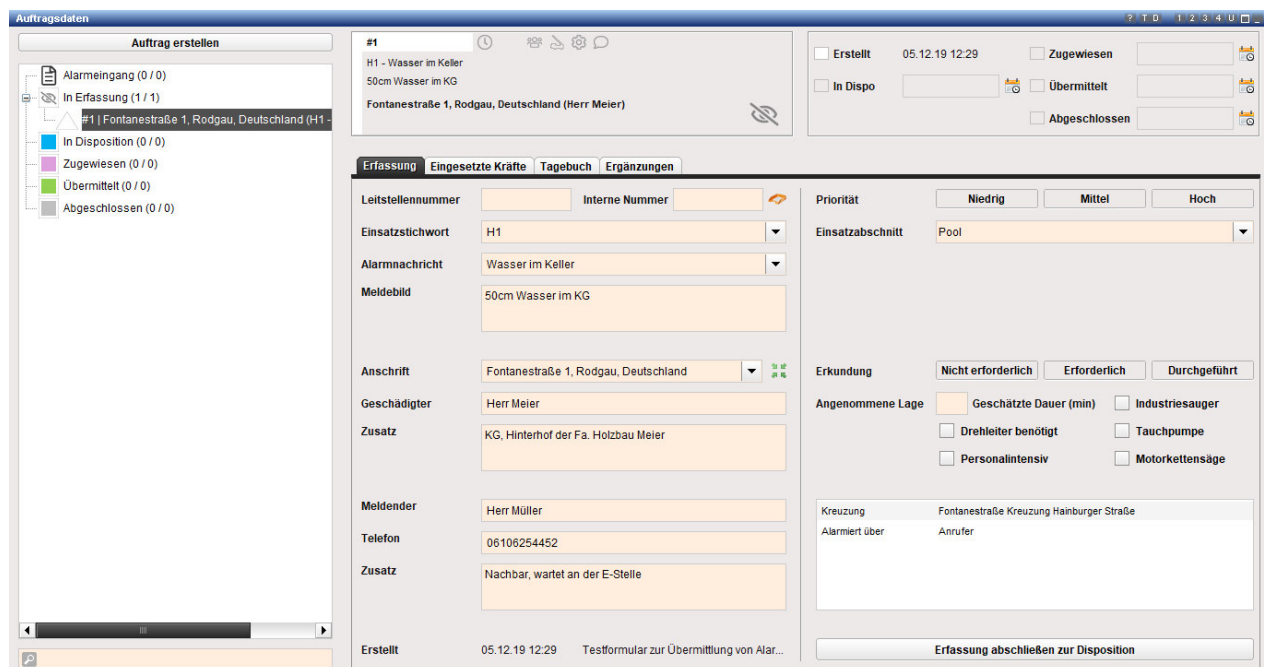 Auftragsdaten
? T D 1 2 3 4 U
Auftrag erstellen
Alarmeingang (0 / 0)
In Erfassung (1 / 1)
#1 | Fontanestraße 1, Rodgau, Deutschland (H1 -
In Disposition (0 / 0)
Zugewiesen (0 / 0)
Übermittelt (0 / 0)
Abgeschlossen (0 / 0)
#1
H1 - Wasser im Keller
50cm Wasser im KG
Fontanestraße 1, Rodgau, Deutschland (Herr Meier)
Erstellt 05.12.19 12:29 Zugewiesen
In Dispo Übermittelt
Abgeschlossen
Erfassung Eingesetzte Kräfte Tagebuch Ergänzungen
Leitstellennummer Interne Nummer
Einsatzstichwort H1
Alarmnachricht Wasser im Keller
Meldebild 50cm Wasser im KG
Anschrift Fontanestraße 1, Rodgau, Deutschland
Geschädigter Herr Meier
Zusatz KG, Hinterhof der Fa. Holzbau Meier
Meldender Herr Müller
Telefon 06106254452
Zusatz Nachbar, wartet an der E-Stelle
Erstellt 05.12.19 12:29 Testformular zur Übermittlung von Alar...
Priorität Niedrig Mittel Hoch
Einsatzabschnitt Pool
Erkundung Nicht erforderlich Erforderlich Durchgeführt
Angenommene Lage Geschätzte Dauer (min) Industriesauger
Drehleiter benötigt Tauchpumpe
Personalintensiv Motorkettensäge
Kreuzung Fontanestraße Kreuzung Hainburger Straße
Alarmiert über Anrufer
Erfassung abschließen zur Disposition